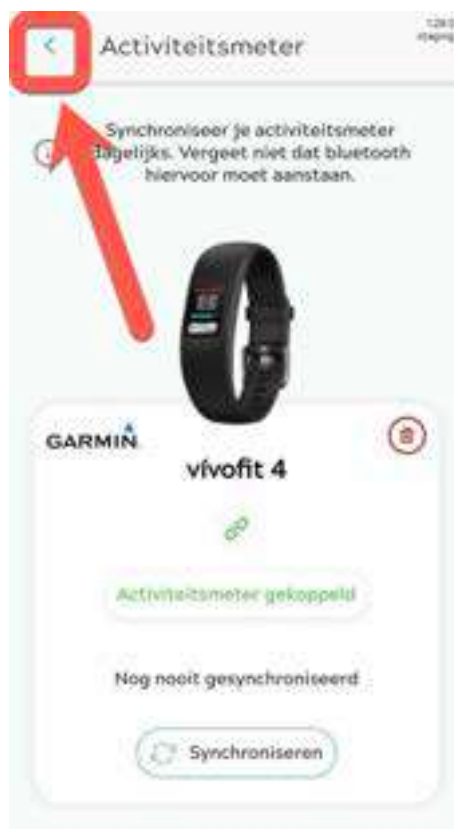 Activiteitsmeter
Synchroniseer je activiteitsmeter
dagelijks. Vergeet niet dat bluetooth
hiervoor moet aanstaan.
GARMIN
vívofit 4
Activiteitsmeter gekoppeld
Nog nooit gesynchroniseerd
Synchroniseren